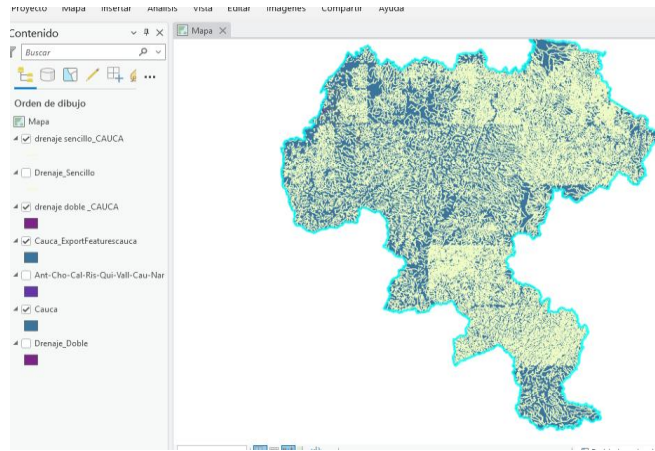 Proyecto Mapa Insertar Análisis Vista Editar Imágenes Compartir Ayuda
Contenido
Mapa
Buscar
Orden de dibujo
Mapa
drenaje sencillo_CAUCA
Drenaje_Sencillo
drenaje doble _CAUCA
Cauca_ExportFeaturescauca
Ant-Cho-Cal-Ris-Qui-Vall-Cau-Nar
Cauca
Drenaje_Doble